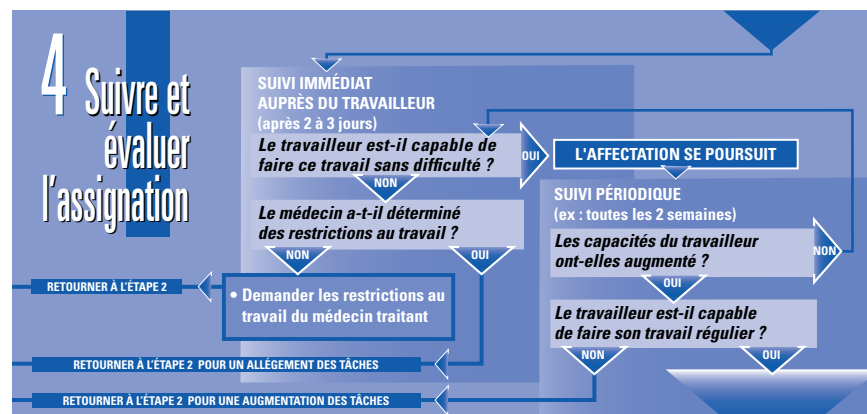 4 Suivre et
évaluer
l'assignation
SUIVI IMMÉDIAT
AUPRÈS DU TRAVAILLEUR
(après 2 à 3 jours)
Le travailleur est-il capable de
faire ce travail sans difficulté ?
OUI
L'AFFECTATION SE POURSUIT
NON
Le médecin a-t-il déterminé
des restrictions au travail ?
NON
OUI
• Demander les restrictions au
travail du médecin traitant
RETOURNER À L'ÉTAPE 2
RETOURNER À L'ÉTAPE 2 POUR UN ALLÉGEMENT DES TÂCHES
SUIVI PÉRIODIQUE
(ex : toutes les 2 semaines)
Les capacités du travailleur
ont-elles augmenté ?
NON
OUI
Le travailleur est-il capable
de faire son travail régulier ?
NON
OUI
RETOURNER À L'ÉTAPE 2 POUR UNE AUGMENTATION DES TÂCHES